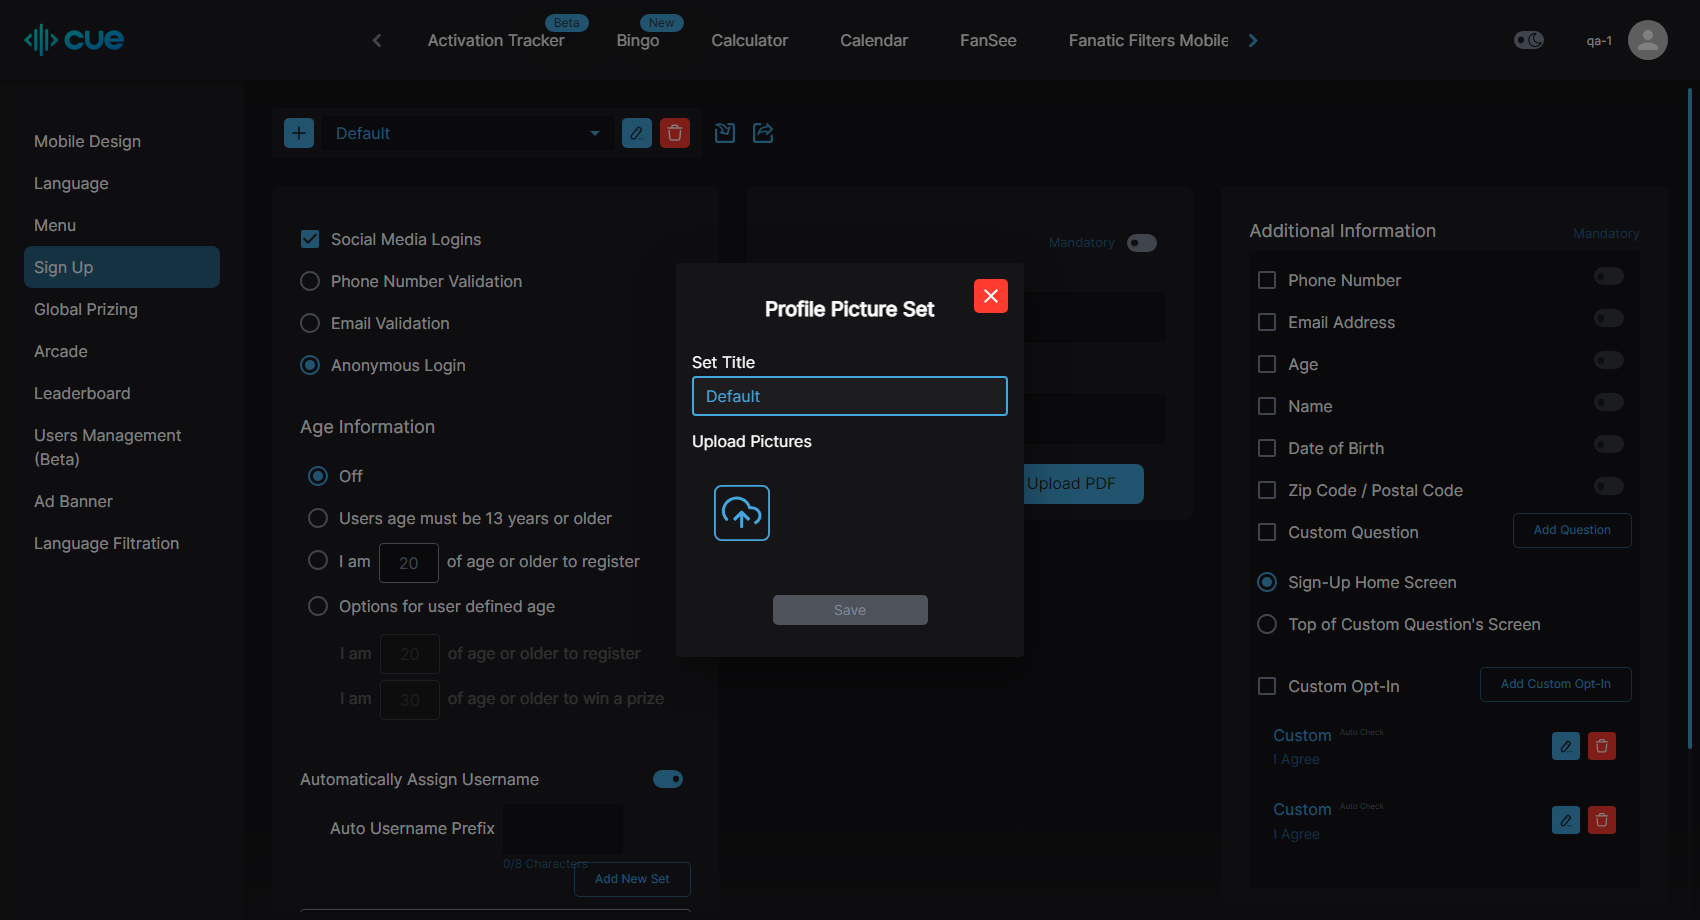 cue
Activation Tracker
Beta
Bingo
New
Calculator
Calendar
FanSee
Fanatic Filters Mobile
qa-1
Mobile Design
Language
Menu
Sign Up
Global Prizing
Arcade
Leaderboard
Users Management
(Beta)
Ad Banner
Language Filtration
Default
Social Media Logins
Phone Number Validation
Email Validation
Anonymous Login
Age Information
Off
Users age must be 13 years or older
I am 20 of age or older to register
Options for user defined age
I am 20 of age or older to register
I am 30 of age or older to win a prize
Automatically Assign Username
Auto Username Prefix
0/8 Characters
Add New Set
Mandatory
Upload PDF
Profile Picture Set
Set Title
Default
Upload Pictures
Save
Additional Information
Mandatory
Phone Number
Email Address
Age
Name
Date of Birth
Zip Code / Postal Code
Custom Question
Add Question
Sign-Up Home Screen
Top of Custom Question's Screen
Custom Opt-In
Add Custom Opt-In
Custom Auto Check
I Agree
Custom Auto Check
I Agree